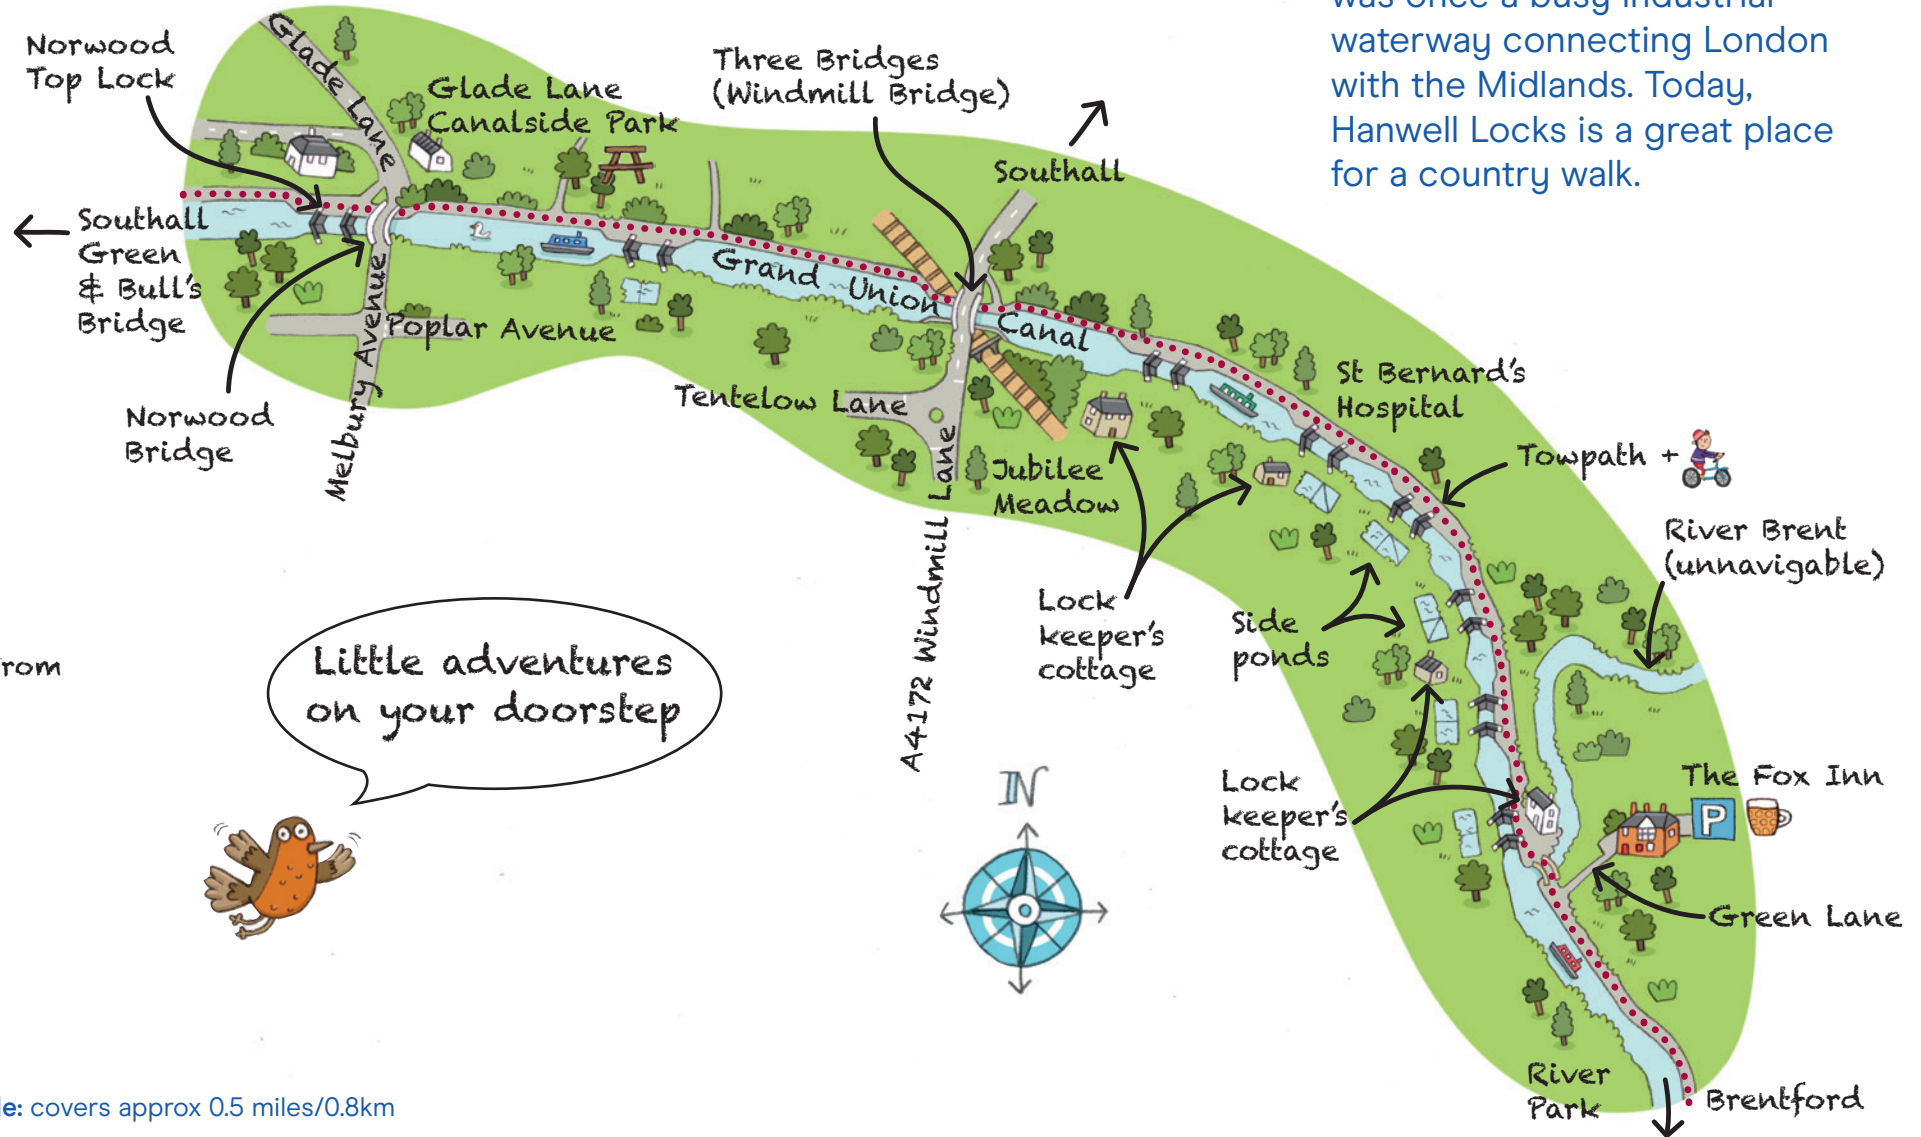 was once a busy industrial
waterway connecting London
with the Midlands. Today,
Hanwell Locks is a great place
for a country walk.
Norwood
Top Lock
Glade Lane
Glade Lane
Canalside Park
Three Bridges
(Windmill Bridge)
Southall
Southall
Green
& Bull's
Bridge
Grand Union
Canal
Poplar Avenue
Melbury Avenue
Norwood
Bridge
Tentelow Lane
A4172 Windmill Lane
Jubilee
Meadow
St Bernard's
Hospital
Towpath +
River Brent
(unnavigable)
Lock
keeper's
cottage
Side
ponds
Lock
keeper's
cottage
The Fox Inn
P
Green Lane
River
Park
Brentford
Little adventures
on your doorstep
N
covers approx 0.5 miles/0.8km